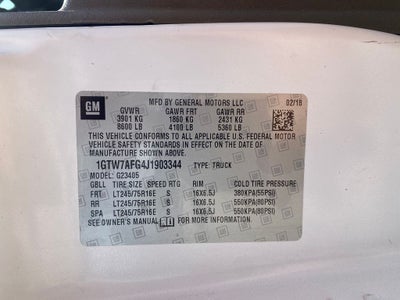 GM
MFD BY GENERAL MOTORS LLC 02/18
GVWR GAWR FRT GAWR RR
3901 KG 1860 KG 2431 KG
8600 LB 4100 LB 5360 LB
THIS VEHICLE CONFORMS TO ALL APPLICABLE U.S. FEDERAL MOTOR
VEHICLE SAFETY STANDARDS IN EFFECT ON THE DATE OF
MANUFACTURE SHOWN ABOVE.
1GTW7AFG4J1903344 TYPE: TRUCK
MODEL: G23405
GBLL TIRE SIZE SPEED RTG RIM COLD TIRE PRESSURE
FRT LT245/75R16E S 16X6.5J 380KPA(55PSI)
RR LT245/75R16E S 16X6.5J 550KPA(80PSI)
SPA LT245/75R16E S 16X6.5J 550KPA(80PSI)
SEE OWNER'S MANUAL FOR MORE INFORMATION.